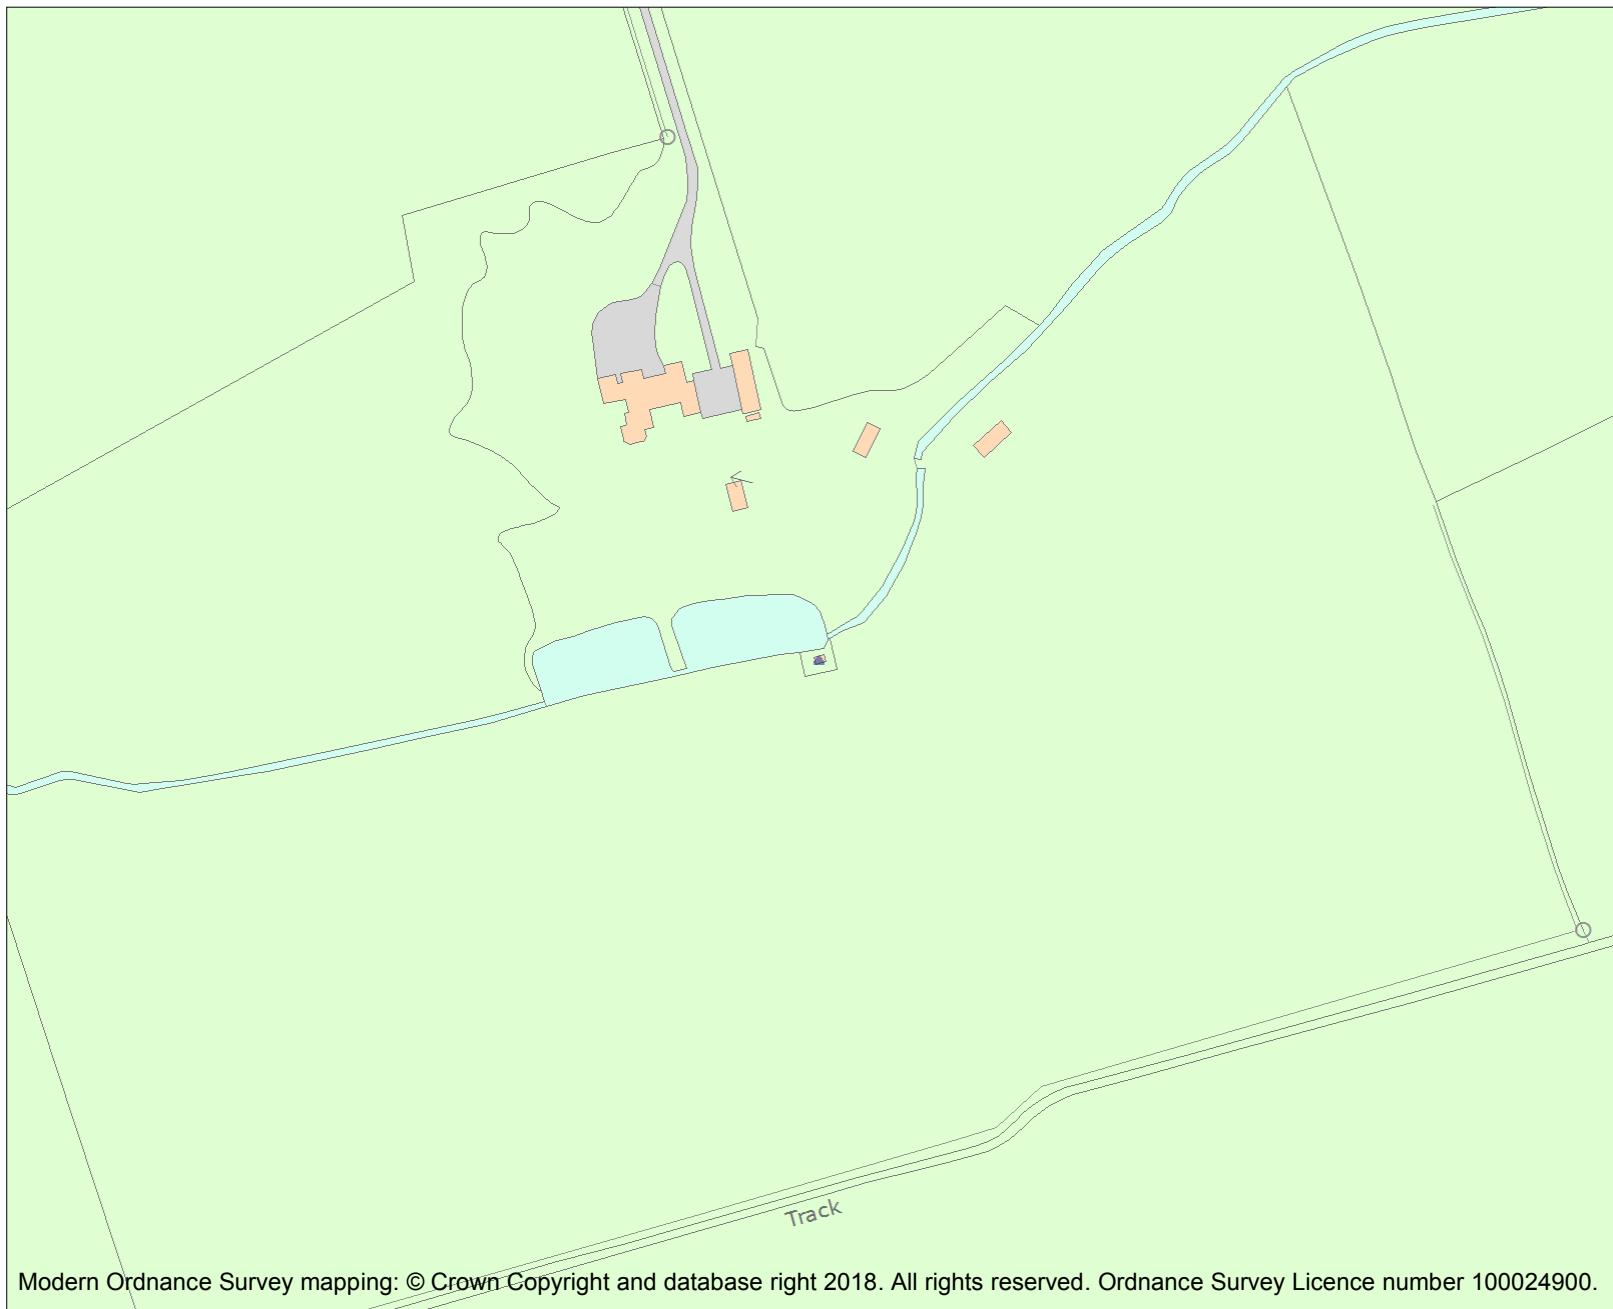 Track
Modern Ordnance Survey mapping: © Crown Copyright and database right 2018. All rights reserved. Ordnance Survey Licence number 100024900.